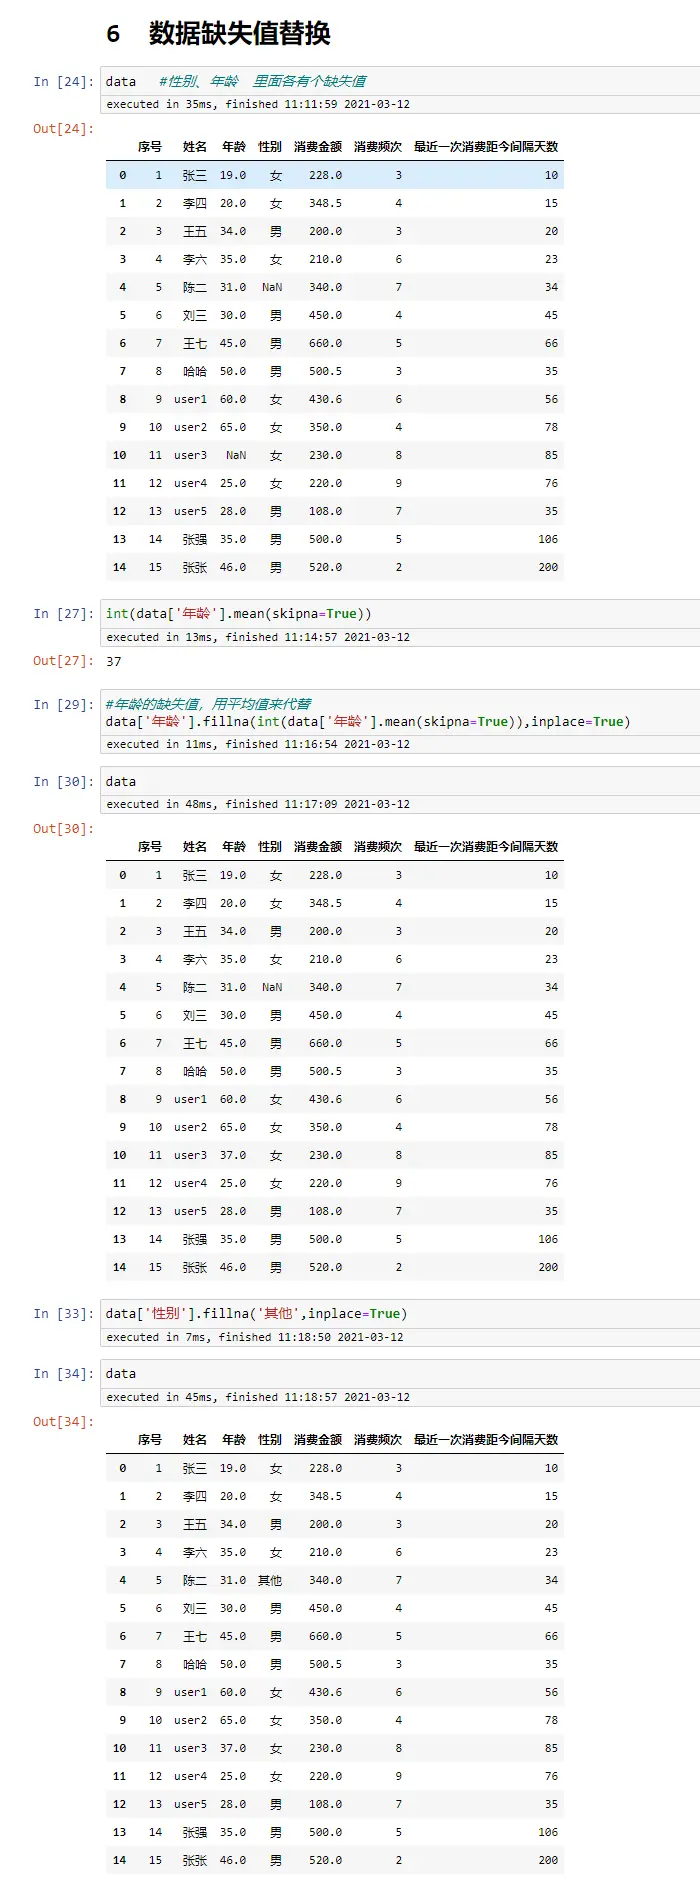 6 数据缺失值替换
In [24]: data #性别、年龄 里面各有个缺失值
executed in 35ms, finished 11:11:59 2021-03-12
Out[24]:
序号 姓名 年龄 性别 消费金额 消费频次 最近一次消费距今间隔天数
0 1 张三 19.0 女 228.0 3 10
1 2 李四 20.0 女 348.5 4 15
2 3 王五 34.0 男 200.0 3 20
3 4 李六 35.0 女 210.0 6 23
4 5 陈二 31.0 NaN 340.0 7 34
5 6 刘三 30.0 男 450.0 4 45
6 7 王七 45.0 男 660.0 5 66
7 8 哈哈 50.0 男 500.5 3 35
8 9 user1 60.0 女 430.6 6 56
9 10 user2 65.0 女 350.0 4 78
10 11 user3 NaN 女 230.0 8 85
11 12 user4 25.0 女 220.0 9 76
12 13 user5 28.0 男 108.0 7 35
13 14 张强 35.0 男 500.0 5 106
14 15 张张 46.0 男 520.0 2 200
In [27]: int(data['年龄'].mean(skipna=True))
executed in 13ms, finished 11:14:57 2021-03-12
Out[27]: 37
In [29]: #年龄的缺失值，用平均值来代替
data['年龄'].fillna(int(data['年龄'].mean(skipna=True)),inplace=True)
executed in 11ms, finished 11:16:54 2021-03-12
In [30]: data
executed in 48ms, finished 11:17:09 2021-03-12
Out[30]:
序号 姓名 年龄 性别 消费金额 消费频次 最近一次消费距今间隔天数
0 1 张三 19.0 女 228.0 3 10
1 2 李四 20.0 女 348.5 4 15
2 3 王五 34.0 男 200.0 3 20
3 4 李六 35.0 女 210.0 6 23
4 5 陈二 31.0 NaN 340.0 7 34
5 6 刘三 30.0 男 450.0 4 45
6 7 王七 45.0 男 660.0 5 66
7 8 哈哈 50.0 男 500.5 3 35
8 9 user1 60.0 女 430.6 6 56
9 10 user2 65.0 女 350.0 4 78
10 11 user3 37.0 女 230.0 8 85
11 12 user4 25.0 女 220.0 9 76
12 13 user5 28.0 男 108.0 7 35
13 14 张强 35.0 男 500.0 5 106
14 15 张张 46.0 男 520.0 2 200
In [33]: data['性别'].fillna('其他',inplace=True)
executed in 7ms, finished 11:18:50 2021-03-12
In [34]: data
executed in 45ms, finished 11:18:57 2021-03-12
Out[34]:
序号 姓名 年龄 性别 消费金额 消费频次 最近一次消费距今间隔天数
0 1 张三 19.0 女 228.0 3 10
1 2 李四 20.0 女 348.5 4 15
2 3 王五 34.0 男 200.0 3 20
3 4 李六 35.0 女 210.0 6 23
4 5 陈二 31.0 其他 340.0 7 34
5 6 刘三 30.0 男 450.0 4 45
6 7 王七 45.0 男 660.0 5 66
7 8 哈哈 50.0 男 500.5 3 35
8 9 user1 60.0 女 430.6 6 56
9 10 user2 65.0 女 350.0 4 78
10 11 user3 37.0 女 230.0 8 85
11 12 user4 25.0 女 220.0 9 76
12 13 user5 28.0 男 108.0 7 35
13 14 张强 35.0 男 500.0 5 106
14 15 张张 46.0 男 520.0 2 200